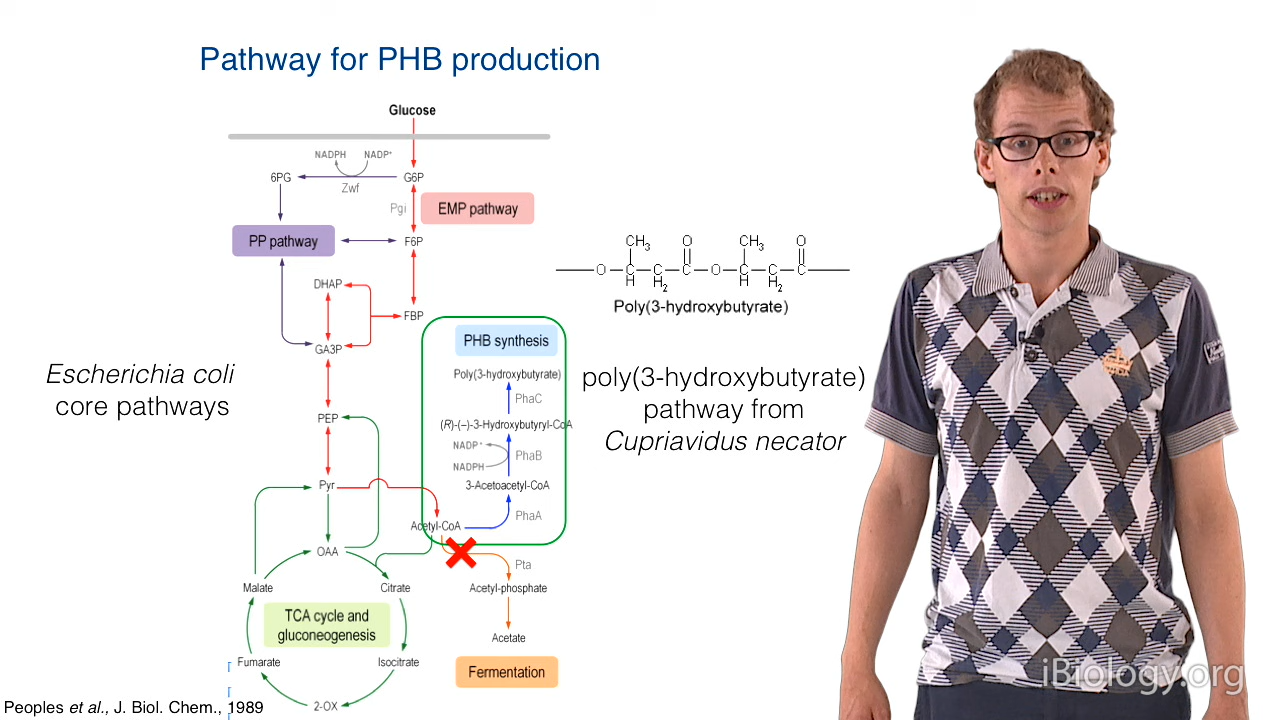 Pathway for PHB production
Glucose
NADPH
NADP⁺
6PG
G6P
Zwf
Pgi
EMP pathway
PP pathway
F6P
DHAP
FBP
GA3P
PEP
Pyr
OAA
Malate
Citrate
TCA cycle and
gluconeogenesis
Fumarate
Isocitrate
2-OX
PHB synthesis
Poly(3-hydroxybutyrate)
PhaC
(R)-(–)-3-Hydroxybutyryl-CoA
NADP⁺
PhaB
NADPH
3-Acetoacetyl-CoA
PhaA
Acetyl-CoA
Pta
Acetyl-phosphate
Acetate
Fermentation
Escherichia coli
core pathways
CH₃ O CH₃ O
O C C C O C C C
H H₂ H H₂
Poly(3-hydroxybutyrate)
poly(3-hydroxybutyrate)
pathway from
Cupriavidus necator
Peoples et al., J. Biol. Chem., 1989
iBiology.org